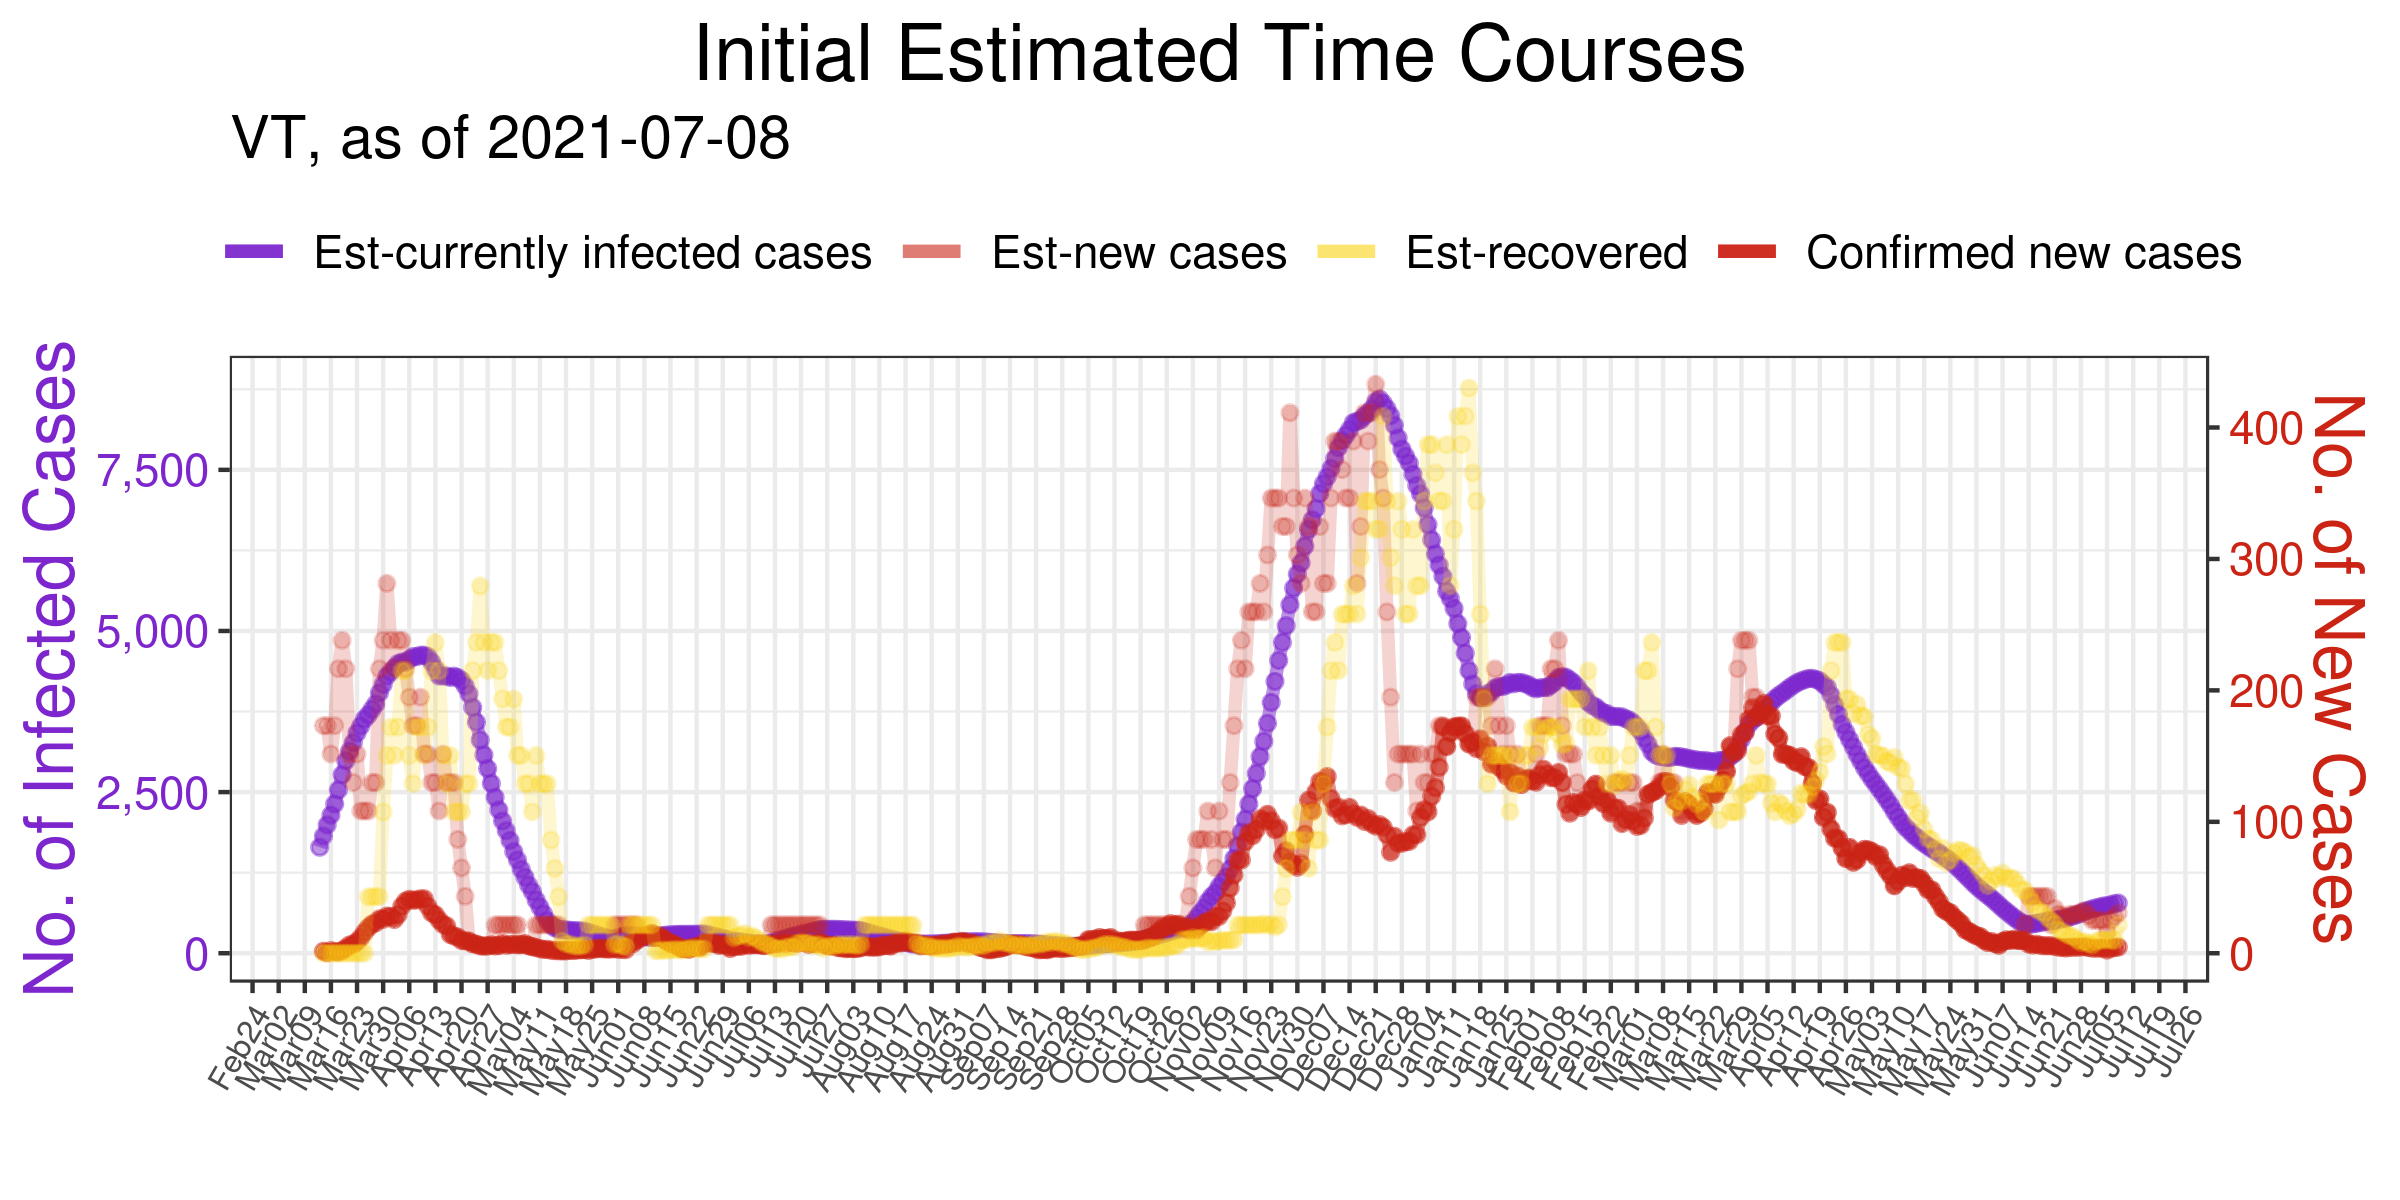 Initial Estimated Time Courses
VT, as of 2021-07-08
Est-currently infected cases Est-new cases Est-recovered Confirmed new cases
No. of Infected Cases
7,500
5,000
2,500
0
400
300
200
100
0
No. of New Cases
Feb24 Mar02 Mar09 Mar16 Mar23 Mar30 Apr06 Apr13 Apr20 Apr27 May04 May11 May18 May25 Jun01 Jun08 Jun15 Jun22 Jun29 Jul06 Jul13 Jul20 Jul27 Aug03 Aug10 Aug17 Aug24 Aug31 Sep07 Sep14 Sep21 Sep28 Oct05 Oct12 Oct19 Oct26 Nov02 Nov09 Nov16 Nov23 Nov30 Dec07 Dec14 Dec21 Dec28 Jan04 Jan11 Jan18 Jan25 Feb01 Feb08 Feb15 Feb22 Mar01 Mar08 Mar15 Mar22 Mar29 Apr05 Apr12 Apr19 Apr26 May03 May10 May17 May24 May31 Jun07 Jun14 Jun21 Jun28 Jul05 Jul12 Jul19 Jul26